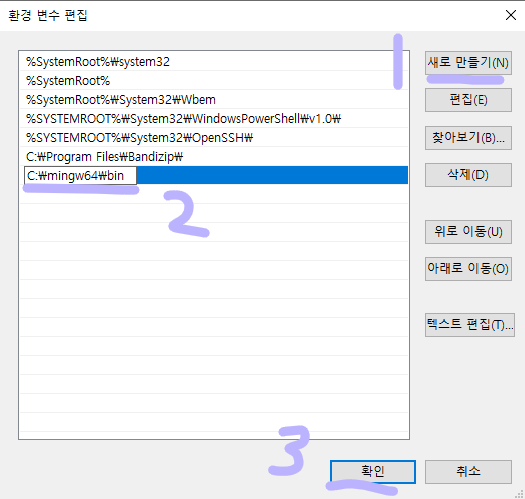 환경 변수 편집
%SystemRoot%₩system32
%SystemRoot%
%SystemRoot%₩System32₩Wbem
%SYSTEMROOT%₩System32₩WindowsPowerShell₩v1.0₩
%SYSTEMROOT%₩System32₩OpenSSH₩
C:₩Program Files₩Bandizip₩
C:₩mingw64₩bin
1
2
3
새로 만들기(N)
편집(E)
찾아보기(B)...
삭제(D)
위로 이동(U)
아래로 이동(O)
텍스트 편집(T)...
확인
취소